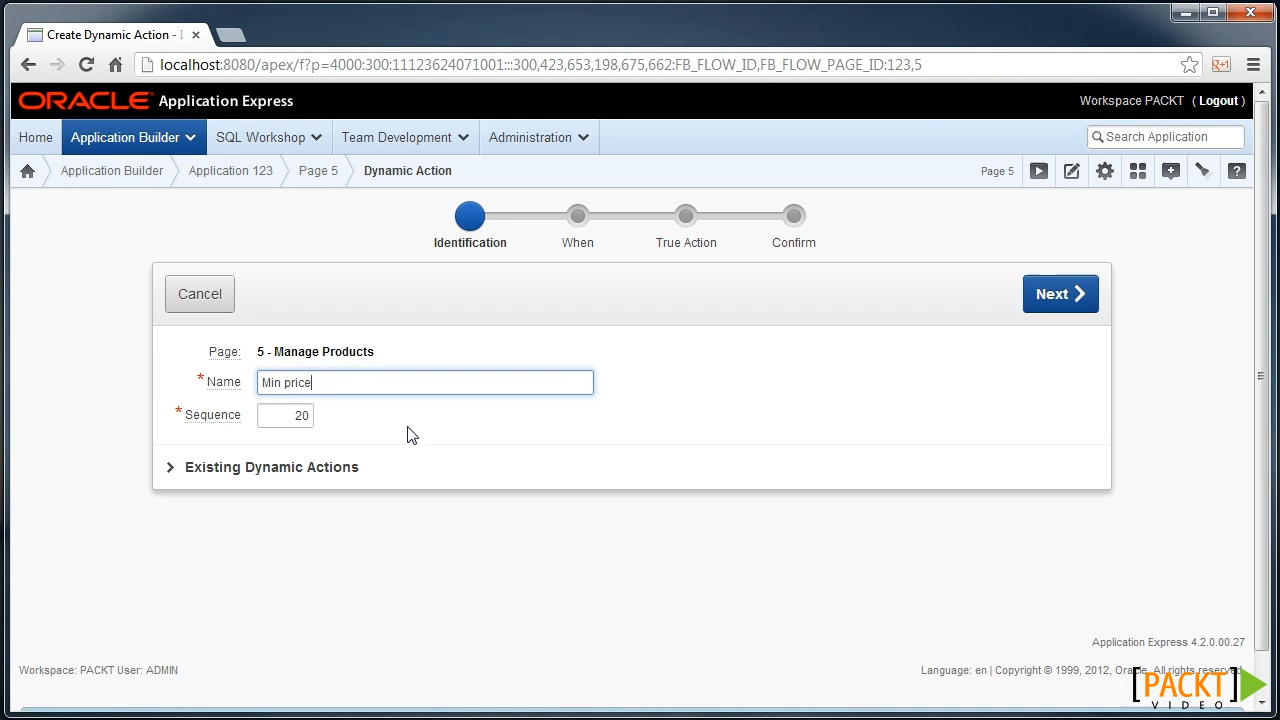 Create Dynamic Action - I
localhost:8080/apex/f?p=4000:300:11123624071001:::300,423,653,198,675,662:FB_FLOW_ID,FB_FLOW_PAGE_ID:123,5
ORACLE Application Express
Workspace PACKT ( Logout )
Home Application Builder SQL Workshop Team Development Administration
Search Application
Application Builder Application 123 Page 5 Dynamic Action
Page 5
Identification When True Action Confirm
Cancel
Next
Page: 5 - Manage Products
* Name Min price
* Sequence 20
Existing Dynamic Actions
Application Express 4.2.0.00.27
Workspace: PACKT User: ADMIN
Language: en | Copyright © 1999, 2012, Oracle. All rights reserved.
[PACKT
VIDEO